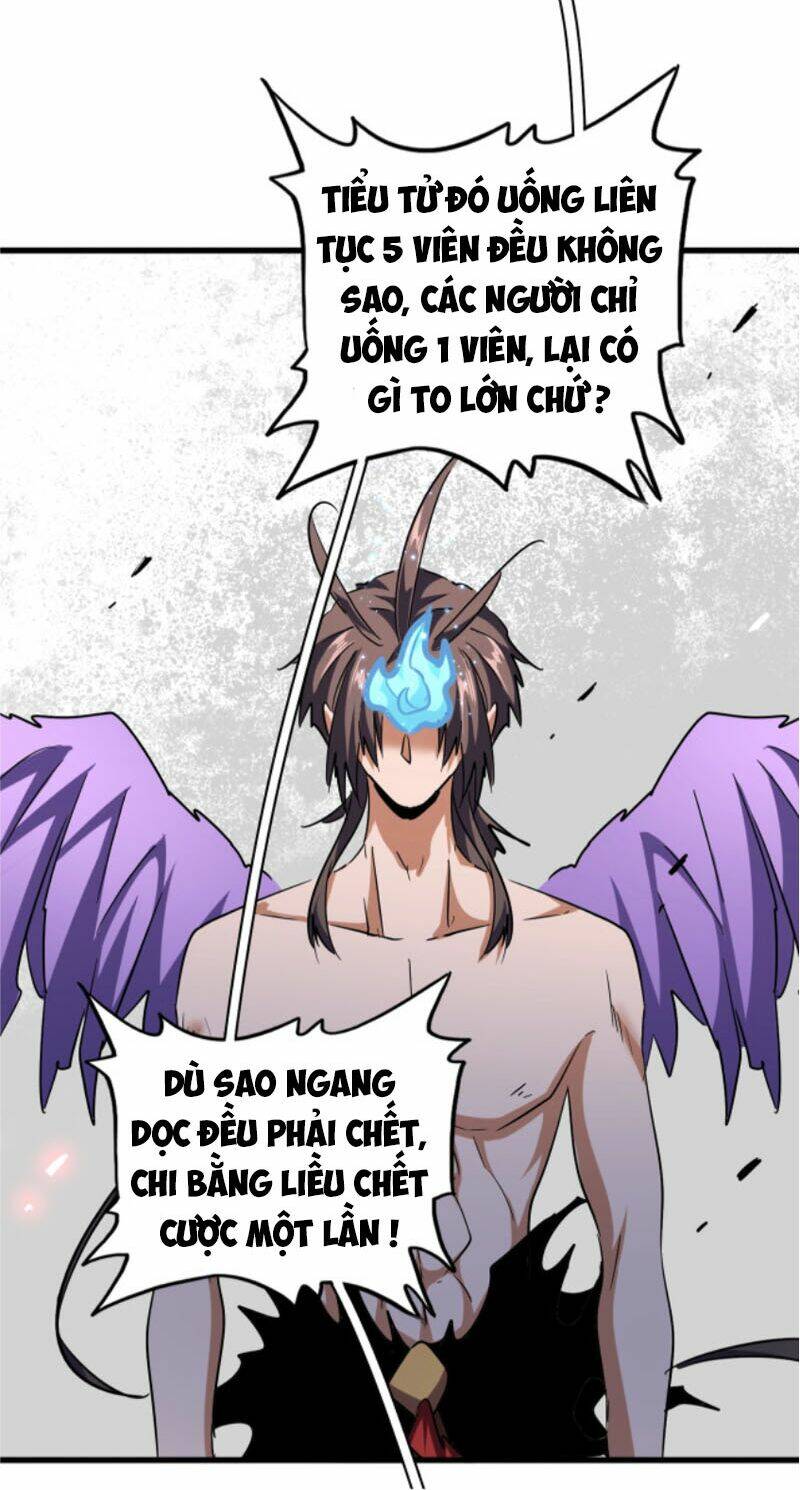 TIỂU TỬ ĐÓ UỐNG LIÊN
TỤC 5 VIÊN ĐỀU KHÔNG
SAO, CÁC NGƯỜI CHỈ
UỐNG 1 VIÊN, LẠI CÓ
GÌ TO LỚN CHỨ?
DÙ SAO NGANG
DỌC ĐỀU PHẢI CHẾT,
CHI BẰNG LIỀU CHẾT
CƯỢC MỘT LẦN!